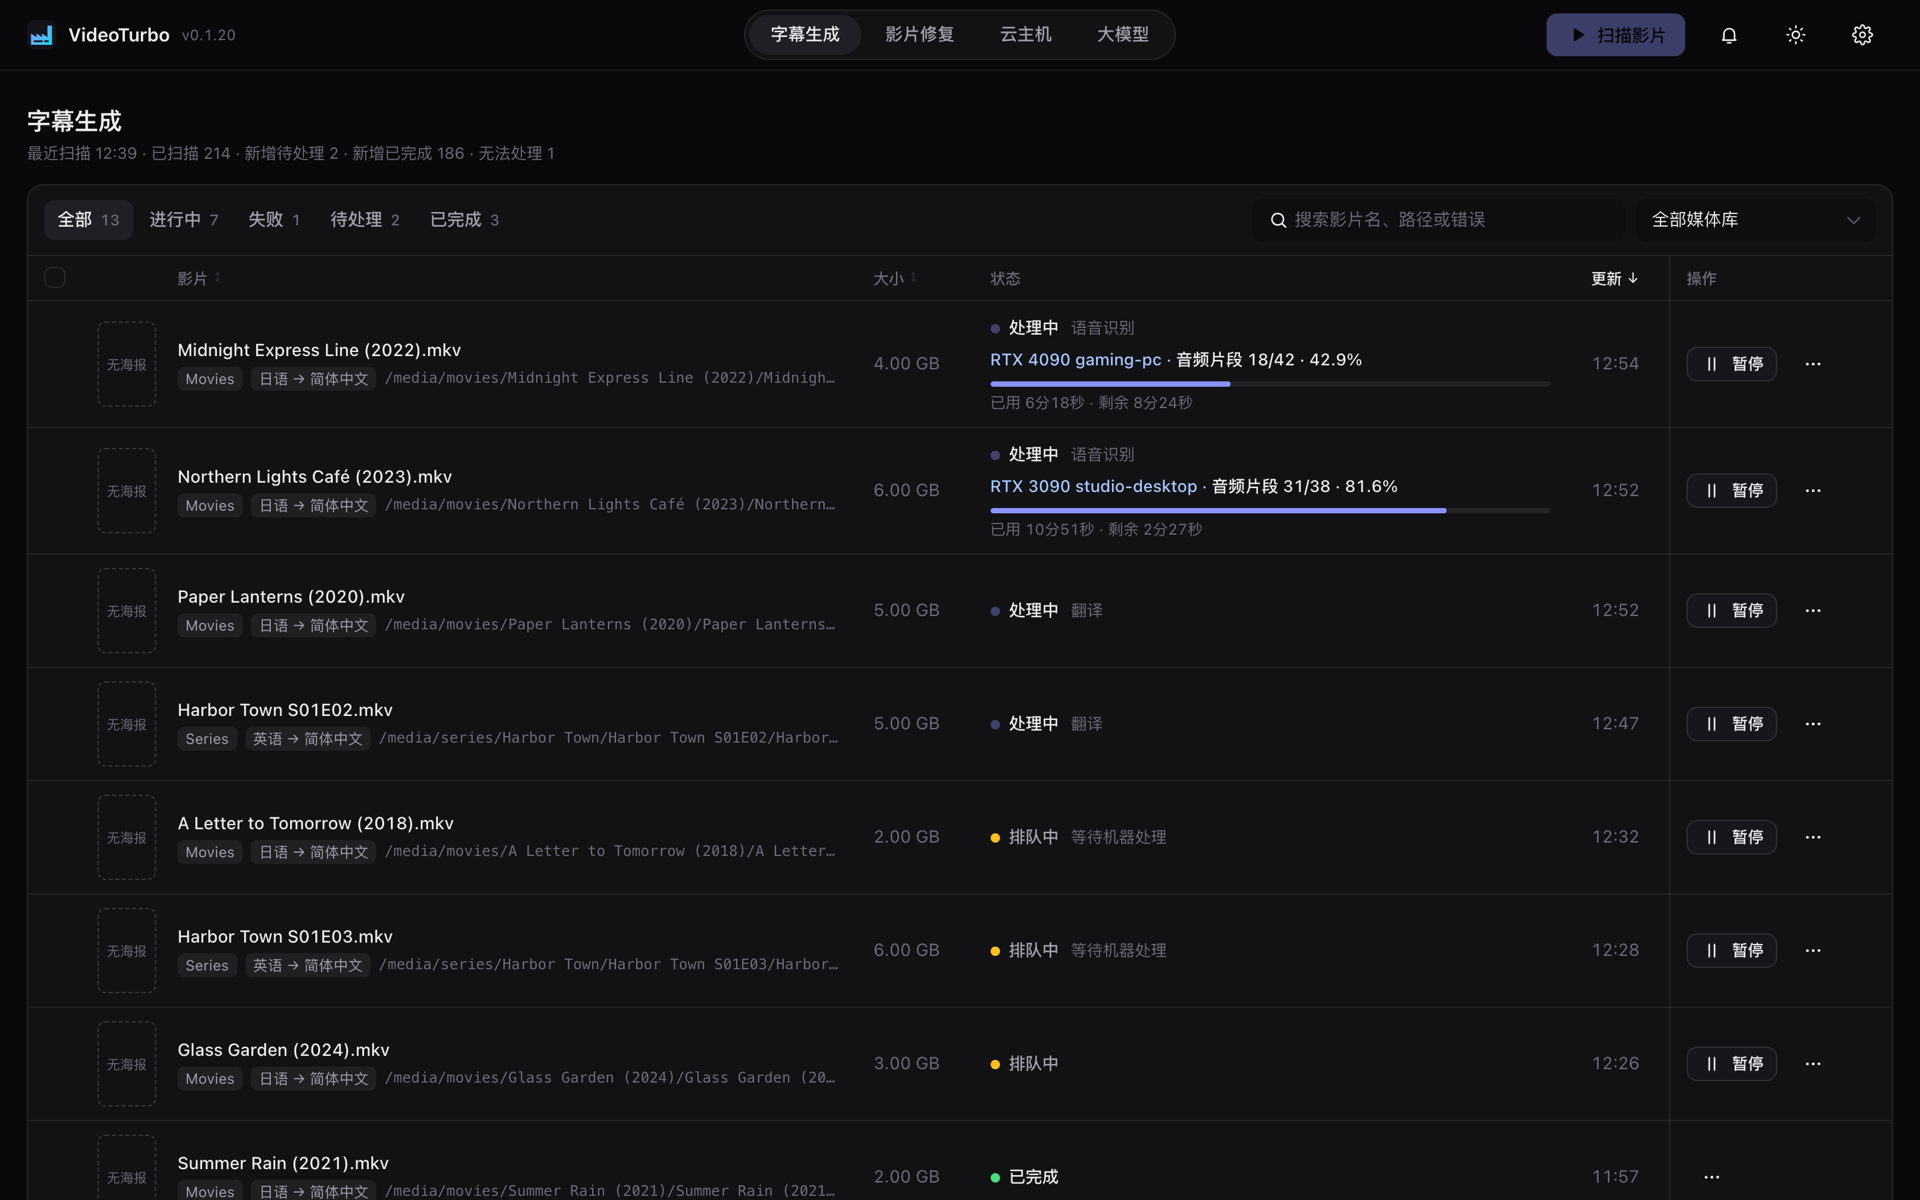 VideoTurbo v0.1.20
字幕生成 影片修复 云主机 大模型
扫描影片
字幕生成
最近扫描 12:39 · 已扫描 214 · 新增待处理 2 · 新增已完成 186 · 无法处理 1
全部 13 进行中 7 失败 1 待处理 2 已完成 3
搜索影片名、路径或错误
全部媒体库
影片 大小 状态 更新 ↓ 操作
无海报
Midnight Express Line (2022).mkv
Movies 日语 → 简体中文 /media/movies/Midnight Express Line (2022)/Midnigh…
4.00 GB
处理中 语音识别
RTX 4090 gaming-pc · 音频片段 18/42 · 42.9%
已用 6分18秒 · 剩余 8分24秒
12:54
暂停 ···
无海报
Northern Lights Café (2023).mkv
Movies 日语 → 简体中文 /media/movies/Northern Lights Café (2023)/Northern…
6.00 GB
处理中 语音识别
RTX 3090 studio-desktop · 音频片段 31/38 · 81.6%
已用 10分51秒 · 剩余 2分27秒
12:52
暂停 ···
无海报
Paper Lanterns (2020).mkv
Movies 日语 → 简体中文 /media/movies/Paper Lanterns (2020)/Paper Lanterns…
5.00 GB
处理中 翻译
12:52
暂停 ···
无海报
Harbor Town S01E02.mkv
Series 英语 → 简体中文 /media/series/Harbor Town/Harbor Town S01E02/Harbor…
5.00 GB
处理中 翻译
12:47
暂停 ···
无海报
A Letter to Tomorrow (2018).mkv
Movies 日语 → 简体中文 /media/movies/A Letter to Tomorrow (2018)/A Letter…
2.00 GB
排队中 等待机器处理
12:32
暂停 ···
无海报
Harbor Town S01E03.mkv
Series 英语 → 简体中文 /media/series/Harbor Town/Harbor Town S01E03/Harbor…
6.00 GB
排队中 等待机器处理
12:28
暂停 ···
无海报
Glass Garden (2024).mkv
Movies 日语 → 简体中文 /media/movies/Glass Garden (2024)/Glass Garden (20…
3.00 GB
排队中
12:26
暂停 ···
无海报
Summer Rain (2021).mkv
Movies 日语 → 简体中文 /media/movies/Summer Rain (2021)/Summer Rain (2021…
2.00 GB
已完成
11:57
···